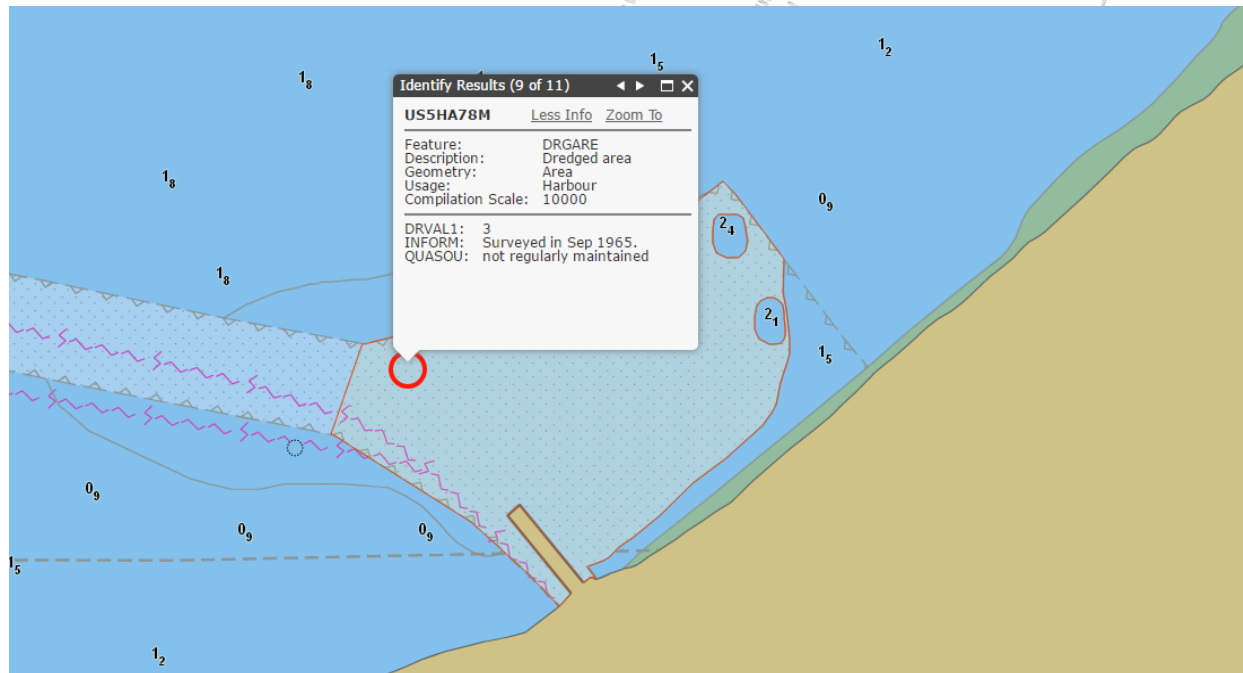 1₂
1₅
1₈
Identify Results (9 of 11)
US5HA78M Less Info Zoom To
Feature: DRGARE
Description: Dredged area
Geometry: Area
Usage: Harbour
Compilation Scale: 10000
DRVAL1: 3
INFORM: Surveyed in Sep 1965.
QUASOU: not regularly maintained
1₈
0₉
2₄
1₈
2₁
1₅
0₉
0₉
0₉
1₅
1₂